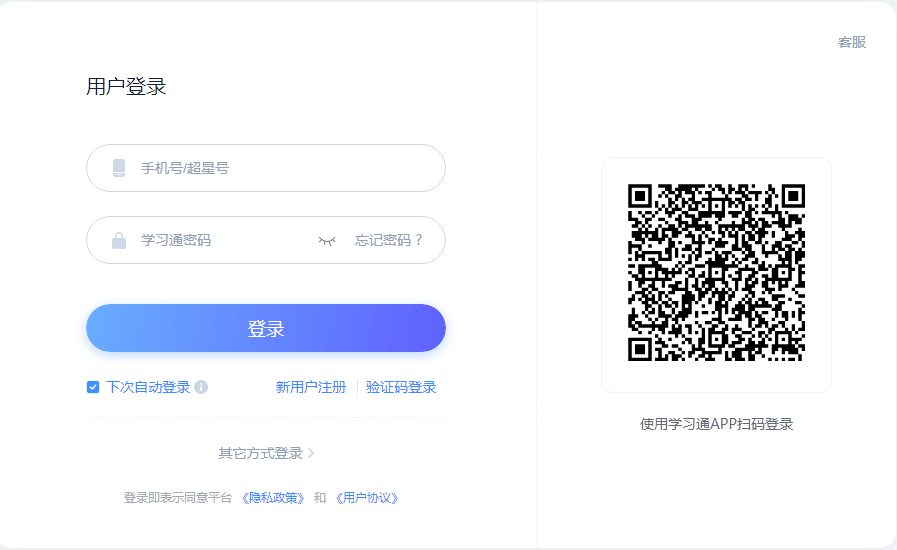 客服
用户登录
手机号/超星号
学习通密码 忘记密码？
登录
下次自动登录 新用户注册 验证码登录
其它方式登录
登录即表示同意平台 《隐私政策》 和 《用户协议》
使用学习通APP扫码登录